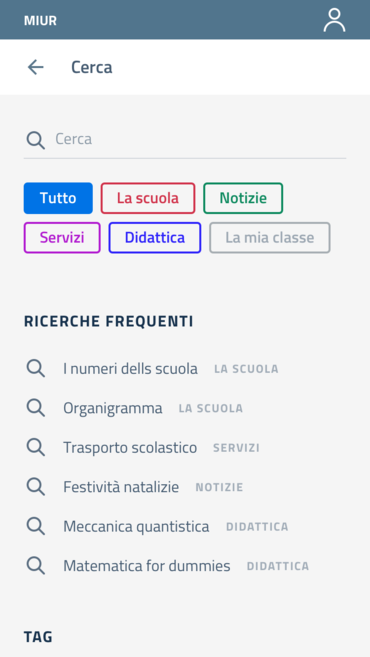 MIUR
Cerca
Cerca
Tutto La scuola Notizie
Servizi Didattica La mia classe
RICERCHE FREQUENTI
I numeri dells scuola LA SCUOLA
Organigramma LA SCUOLA
Trasporto scolastico SERVIZI
Festività natalizie NOTIZIE
Meccanica quantistica DIDATTICA
Matematica for dummies DIDATTICA
TAG